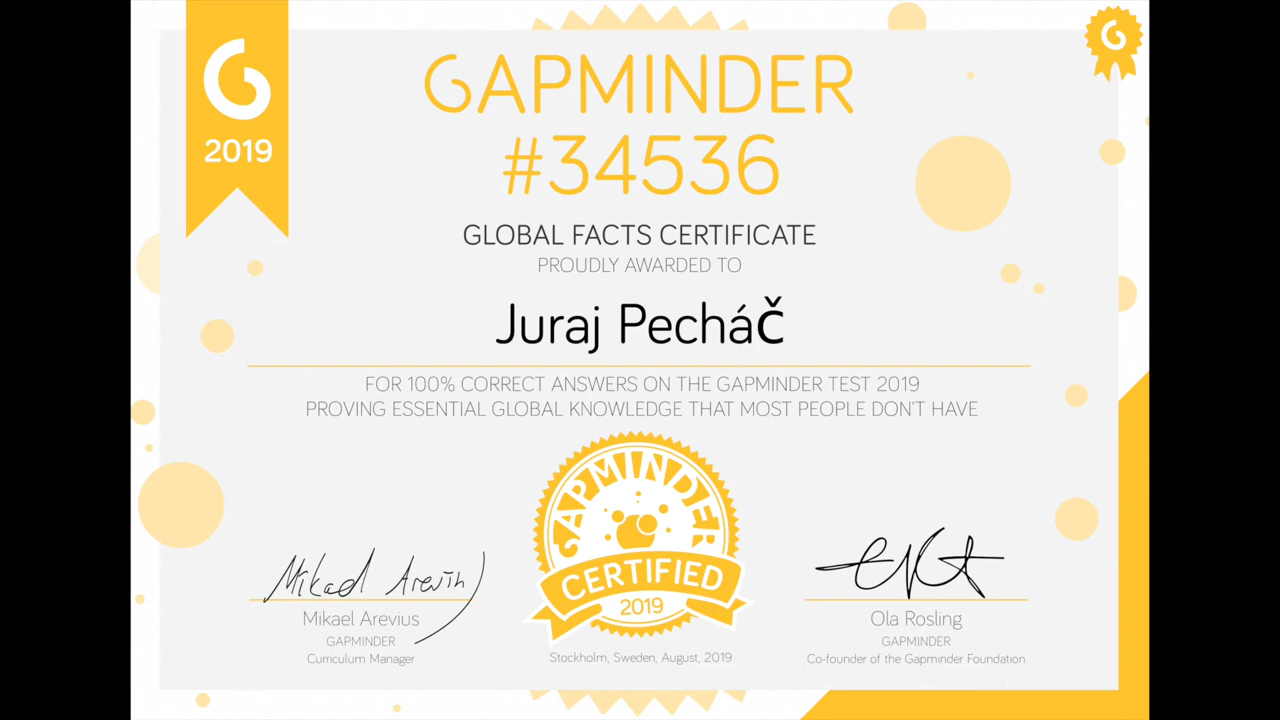 2019
GAPMINDER
#34536
GLOBAL FACTS CERTIFICATE
PROUDLY AWARDED TO
Juraj Pecháč
FOR 100% CORRECT ANSWERS ON THE GAPMINDER TEST 2019
PROVING ESSENTIAL GLOBAL KNOWLEDGE THAT MOST PEOPLE DON'T HAVE
GAPMINDER
CERTIFIED
2019
Mikael Arevius
Mikael Arevius
GAPMINDER
Curriculum Manager
Stockholm, Sweden, August, 2019
Ola Rosling
GAPMINDER
Co-founder of the Gapminder Foundation